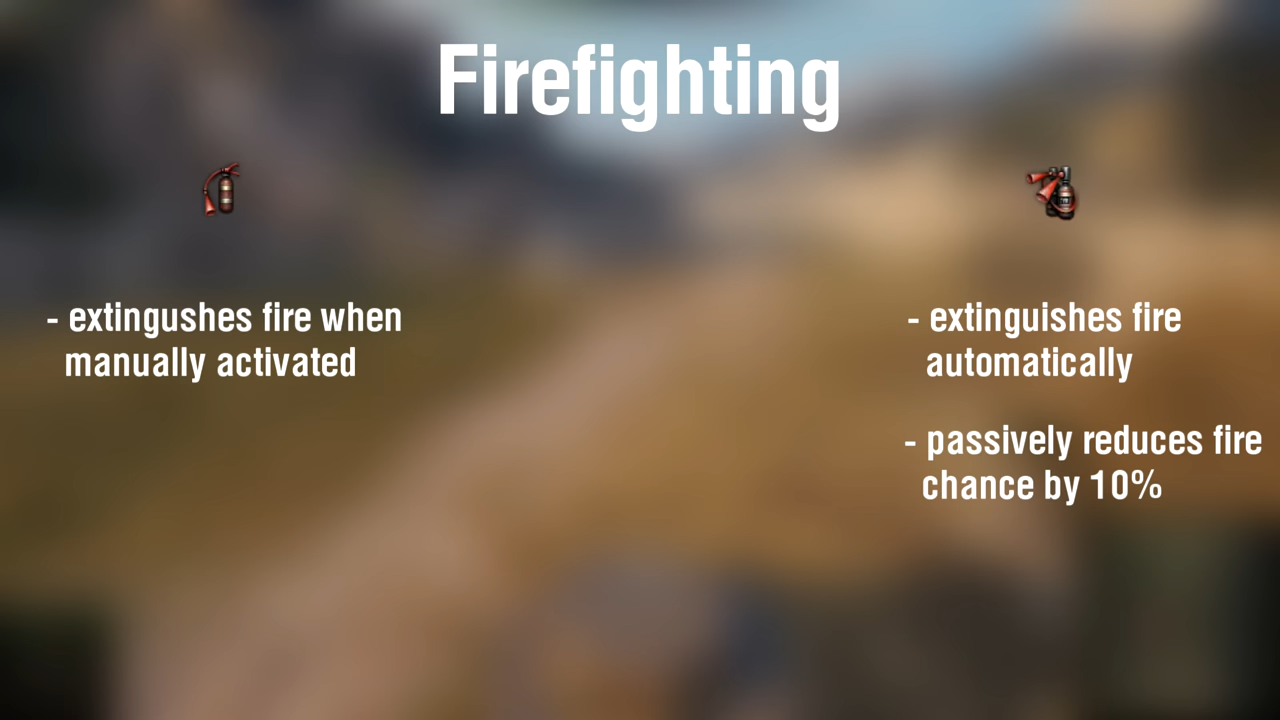 Firefighting
- extingushes fire when
manually activated
- extinguishes fire
automatically
- passively reduces fire
chance by 10%